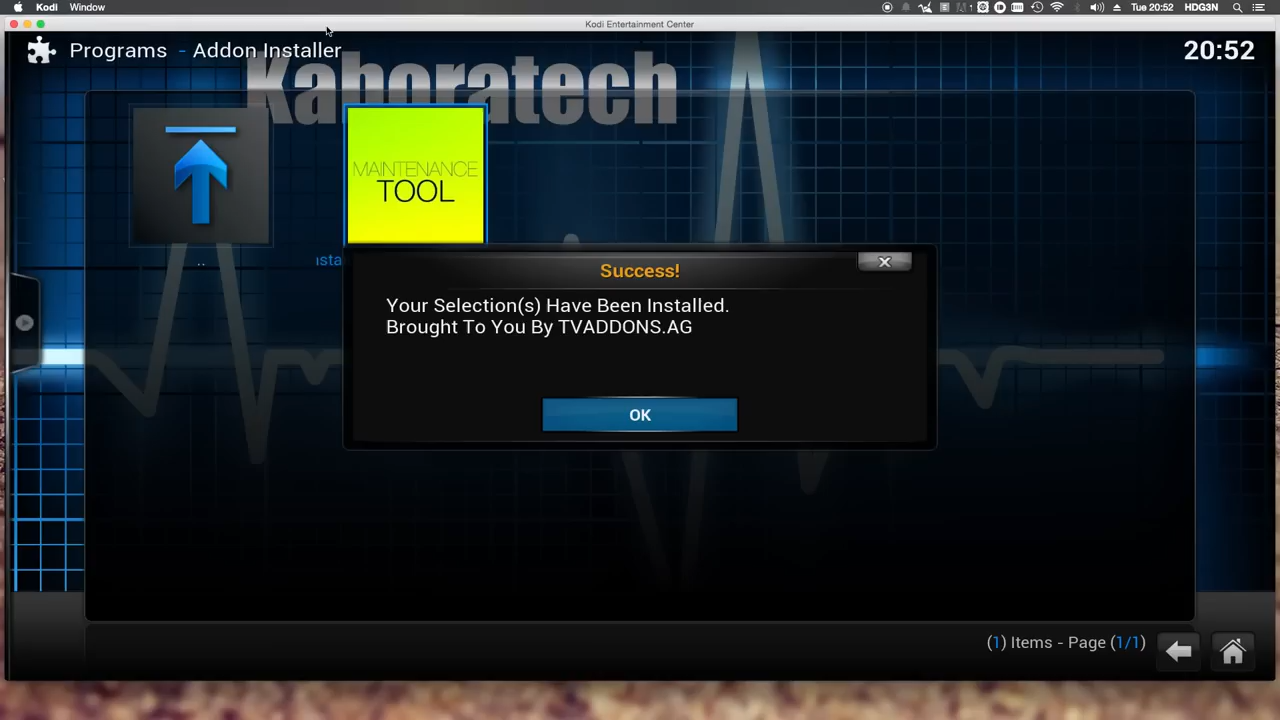 Kodi Window Tue 20:52 HDG3N
Kodi Entertainment Center
Programs - Addon Installer 20:52
Kaboratech
MAINTENANCE
TOOL
..
Success!
Your Selection(s) Have Been Installed.
Brought To You By TVADDONS.AG
OK
(1) Items - Page (1/1)